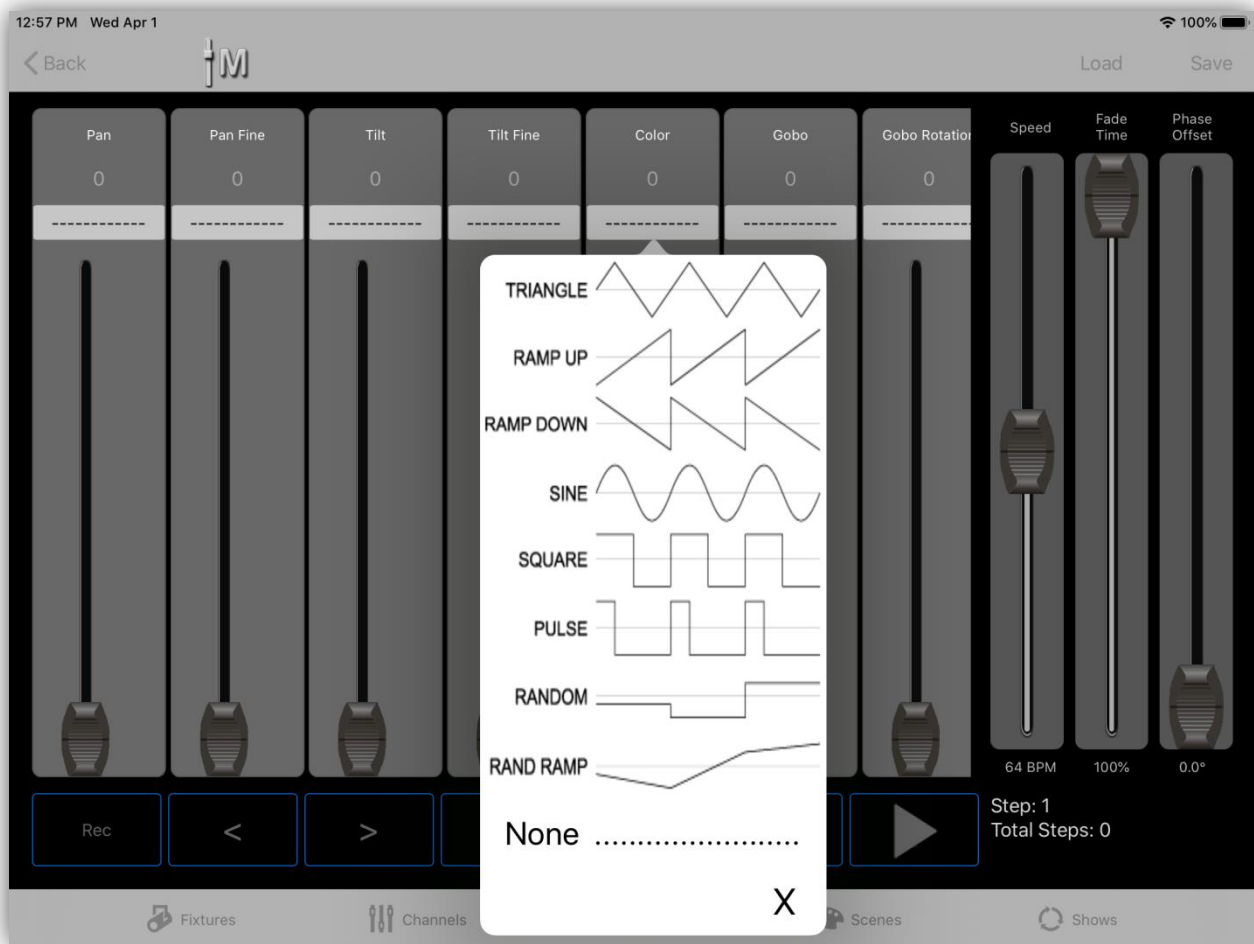 12:57 PM Wed Apr 1
100%
Back
M
Load
Save
Pan
Pan Fine
Tilt
Tilt Fine
Color
Gobo
Gobo Rotation
0
0
0
0
0
0
0
------------
------------
------------
------------
------------
------------
------------
Speed
Fade
Time
Phase
Offset
TRIANGLE
RAMP UP
RAMP DOWN
SINE
SQUARE
PULSE
RANDOM
RAND RAMP
None ........................
X
64 BPM
100%
0.0°
Rec
<
>
Step: 1
Total Steps: 0
Fixtures
Channels
Scenes
Shows